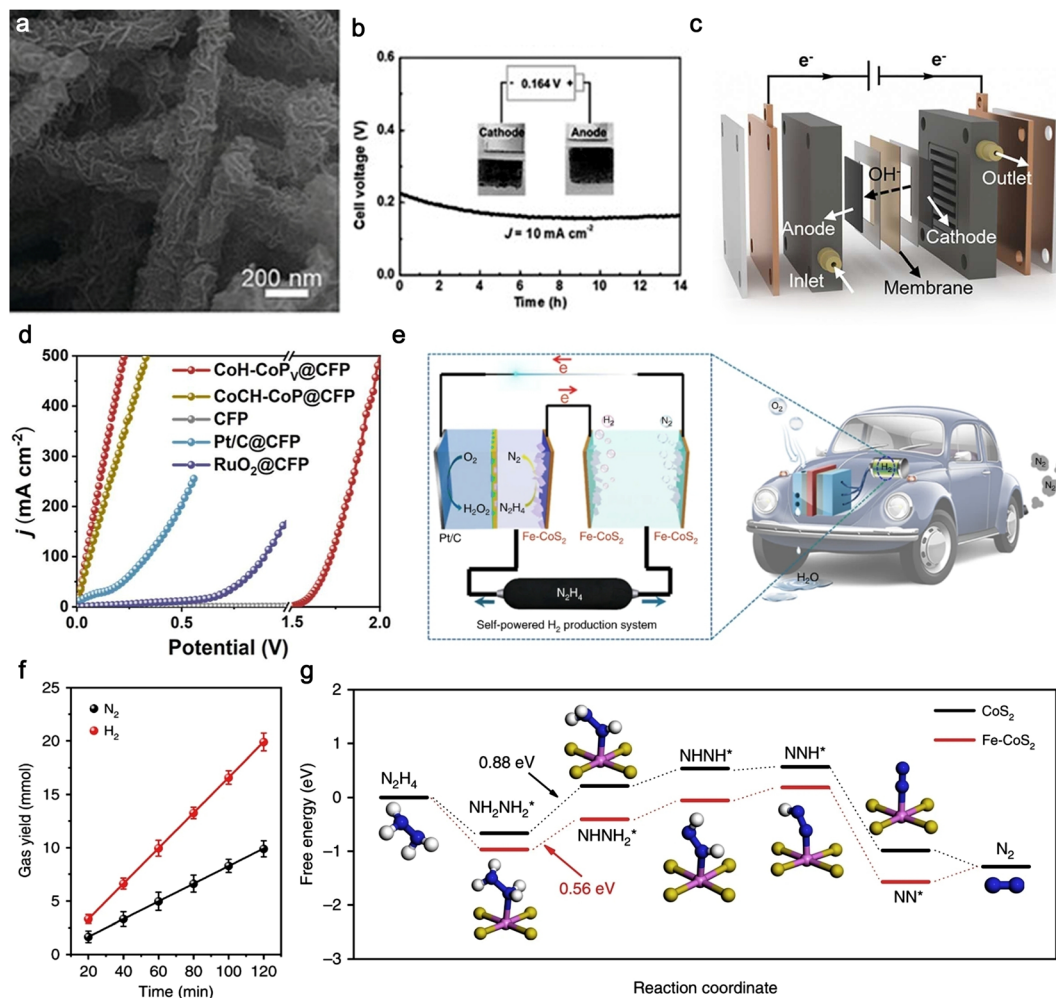 a
200 nm
b
0.6
0.4
0.2
0.0
Cell voltage (V)
- 0.164 V +
Cathode
Anode
J = 10 mA cm⁻²
0 2 4 6 8 10 12 14
Time (h)
c
e⁻
e⁻
OH⁻
Outlet
Anode
Cathode
Inlet
Membrane
d
500
400
300
200
100
0
j (mA cm⁻²)
CoH-CoPV@CFP
CoCH-CoP@CFP
CFP
Pt/C@CFP
RuO₂@CFP
0.0 0.5 1.5 2.0
Potential (V)
e
e
e
H₂
N₂
O₂
N₂
H₂O₂
N₂H₄
Pt/C
Fe-CoS₂
Fe-CoS₂
Fe-CoS₂
N₂H₄
Self-powered H₂ production system
O₂
H₂
N₂
N₂
H₂O
f
25
20
15
10
5
0
Gas yield (mmol)
N₂
H₂
20 40 60 80 100 120
Time (min)
g
2
1
0
−1
−2
−3
Free energy (eV)
CoS₂
Fe-CoS₂
N₂H₄
0.88 eV
NH₂NH₂*
NHNH₂*
0.56 eV
NHNH*
NNH*
NN*
N₂
Reaction coordinate